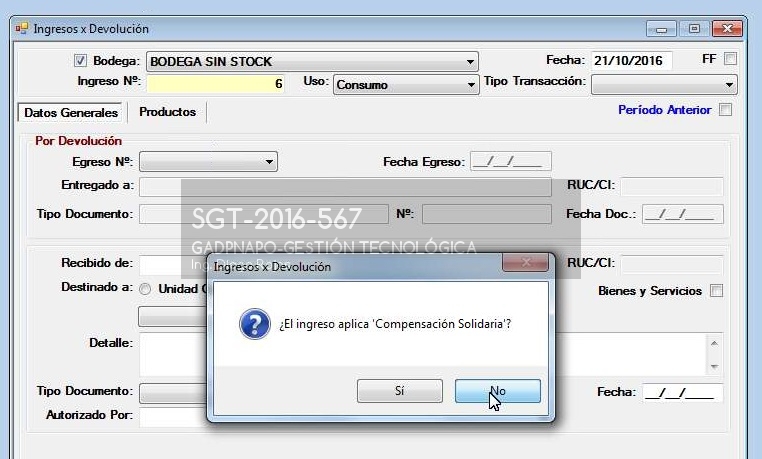 Ingresos x Devolución
Bodega: BODEGA SIN STOCK Fecha: 21/10/2016 FF
Ingreso Nº: 6 Uso: Consumo Tipo Transacción:
Datos Generales Productos Período Anterior
Por Devolución
Egreso Nº: Fecha Egreso: __/__/____
Entregado a: RUC/CI:
SGT-2016-567
Tipo Documento: Nº: Fecha Doc.: __/__/____
GADPNAPO-GESTIÓN TECNOLÓGICA
Recibido de: RUC/CI:
Ingresos x Devolución
Destinado a: Unidad Bienes y Servicios
¿El ingreso aplica 'Compensación Solidaria'?
Detalle:
Sí No
Tipo Documento: Fecha: __/__/____
Autorizado Por: